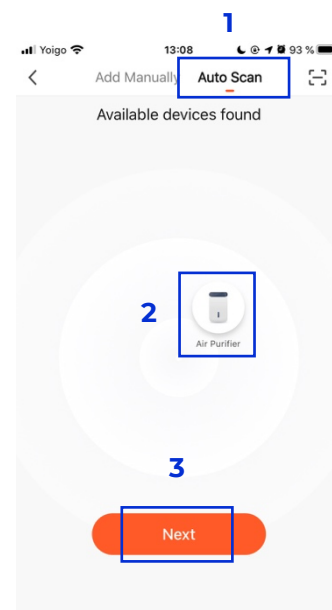 1
Yoigo 13:08 93 %
Add Manually Auto Scan
Available devices found
2
Air Purifier
3
Next